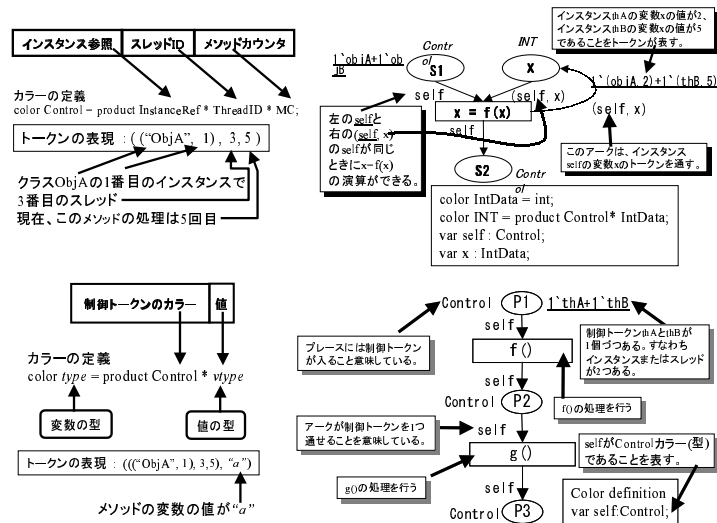 インスタンス参照 スレッドID メソッドカウンタ
カラーの定義
color Control = product InstanceRef * ThreadID * MC;
トークンの表現 : ( ("ObjA", 1), 3, 5 )
クラスObjAの1番目のインスタンスで
3番目のスレッド
現在、このメソッドの処理は5回目
インスタンスthAの変数xの値が2、
インスタンスthBの変数xの値が5
であることをトークンが表す。
Contr
ol
INT
1`objA+1`ob
jB
S1
x
1`(objA,2)+1`(thB,5)
self
(self, x)
(self, x)
x = f(x)
self
左のselfと
右の(self, x)
のselfが同じ
ときにx=f(x)
の演算ができる。
S2
Contr
ol
このアークは、インスタンス
selfの変数xのトークンを通す。
color IntData = int;
color INT = product Control* IntData;
var self : Control;
var x : IntData;
制御トークンのカラー 値
カラーの定義
color type = product Control * vtype
変数の型
値の型
トークンの表現 : ((("ObjA", 1), 3,5), "a")
メソッドの変数の値が"a"
Control P1 1`thA+1`thB
self
プレースには制御トークン
が入ること意味している。
制御トークンthAとthBが
1個づつある。すなわち
インスタンスまたはスレッド
が2つある。
f()
self
f()の処理を行う
Control P2
アークが制御トークンを1つ
通せることを意味している。
self
g()
selfがControlカラー(型)
であることを表す。
g()の処理を行う
self
Control P3
Color definition
var self:Control;